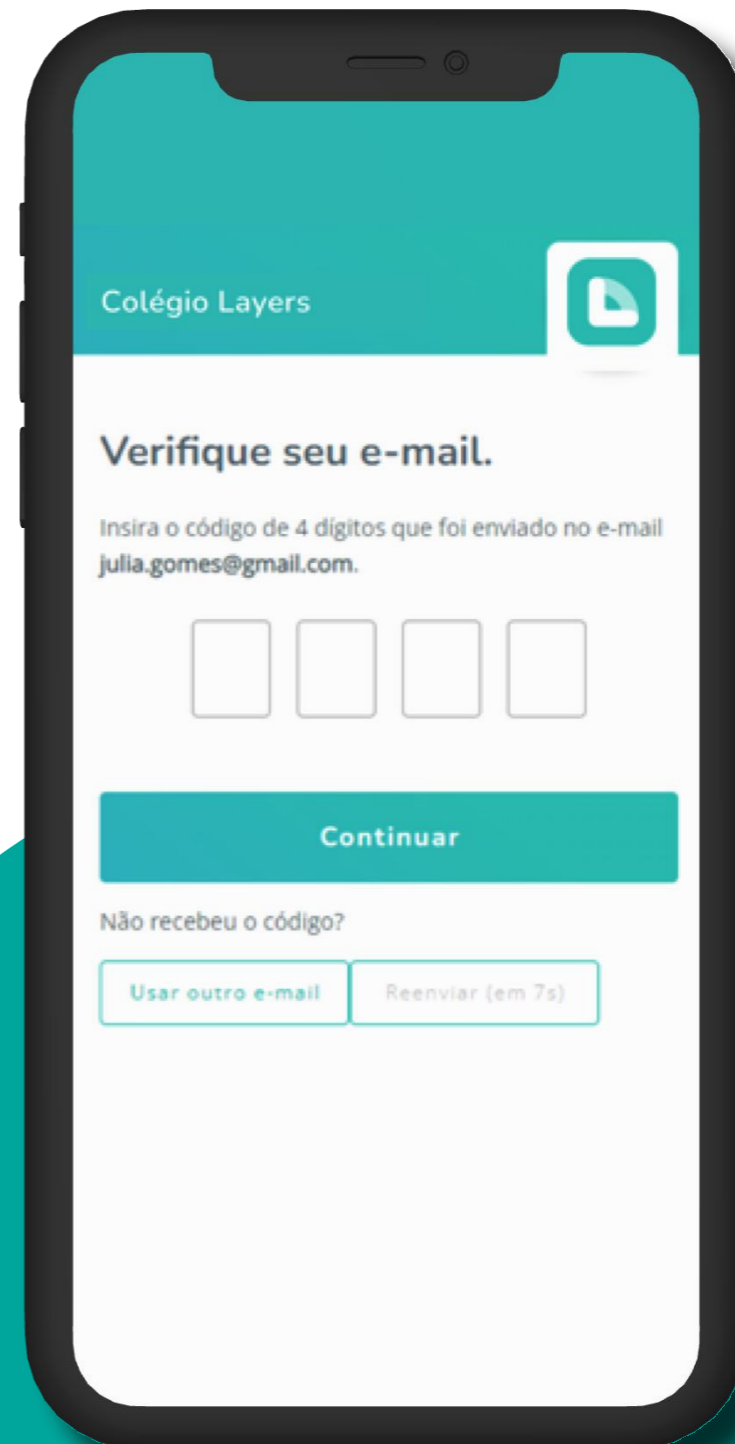 Colégio Layers
Verifique seu e-mail.
Insira o código de 4 dígitos que foi enviado no e-mail
julia.gomes@gmail.com.
Continuar
Não recebeu o código?
Usar outro e-mail Reenviar (em 7s)